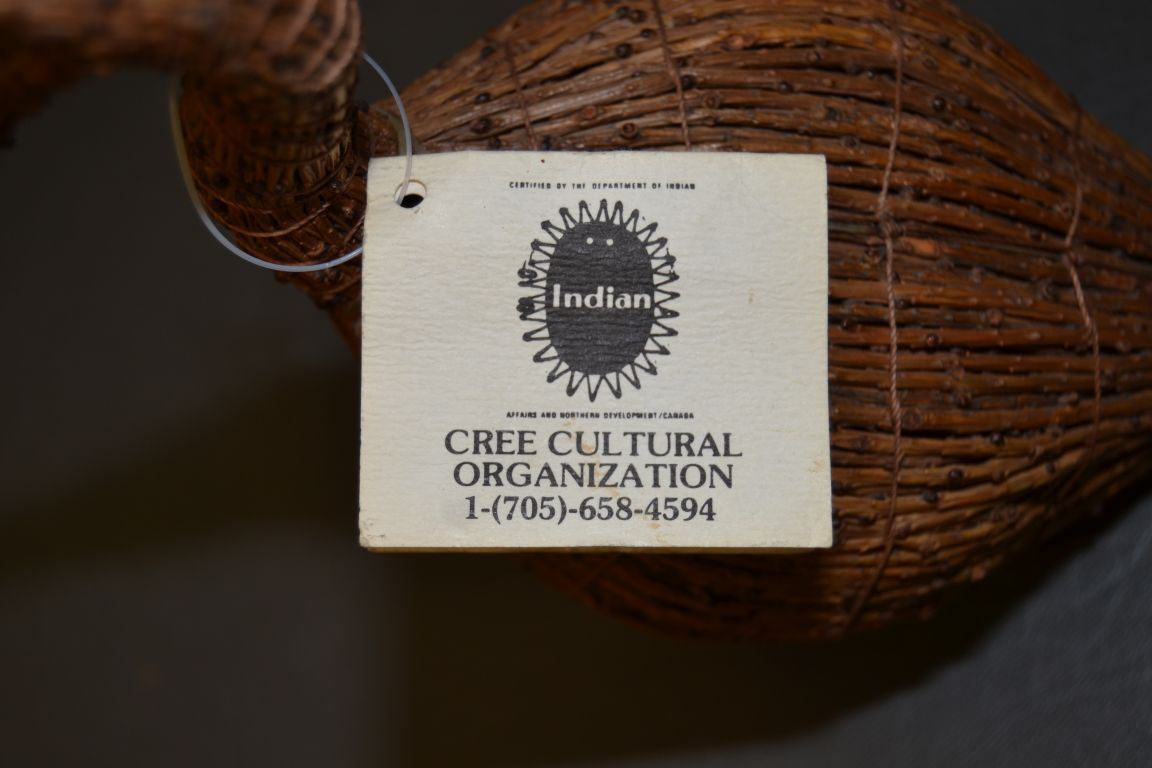 CERTIFIED BY THE DEPARTMENT OF INDIAN
Indian
AFFAIRS AND NORTHERN DEVELOPMENT/CANADA
CREE CULTURAL
ORGANIZATION
1-(705)-658-4594